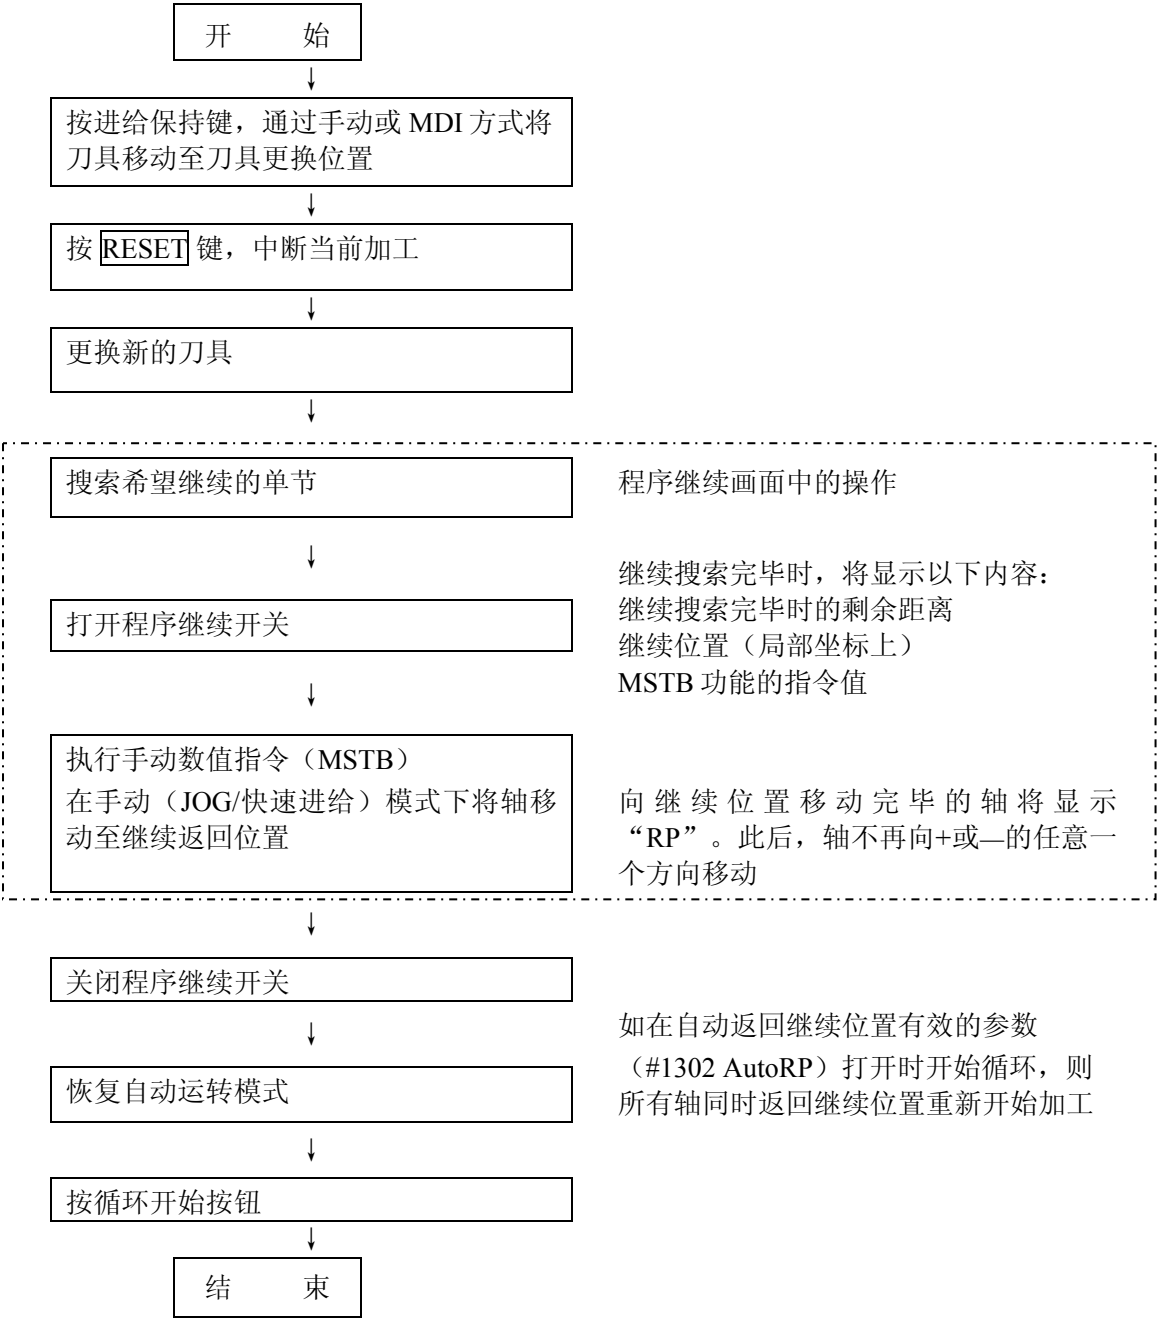 开 始
按进给保持键，通过手动或 MDI 方式将
刀具移动至刀具更换位置
按 RESET 键，中断当前加工
更换新的刀具
搜索希望继续的单节
程序继续画面中的操作
继续搜索完毕时，将显示以下内容：
打开程序继续开关
继续搜索完毕时的剩余距离
继续位置（局部坐标上）
MSTB 功能的指令值
执行手动数值指令（MSTB）
在手动（JOG/快速进给）模式下将轴移
动至继续返回位置
向继续位置移动完毕的轴将显示
“RP”。此后，轴不再向+或—的任意一
个方向移动
关闭程序继续开关
如在自动返回继续位置有效的参数
（#1302 AutoRP）打开时开始循环，则
所有轴同时返回继续位置重新开始加工
恢复自动运转模式
按循环开始按钮
结 束